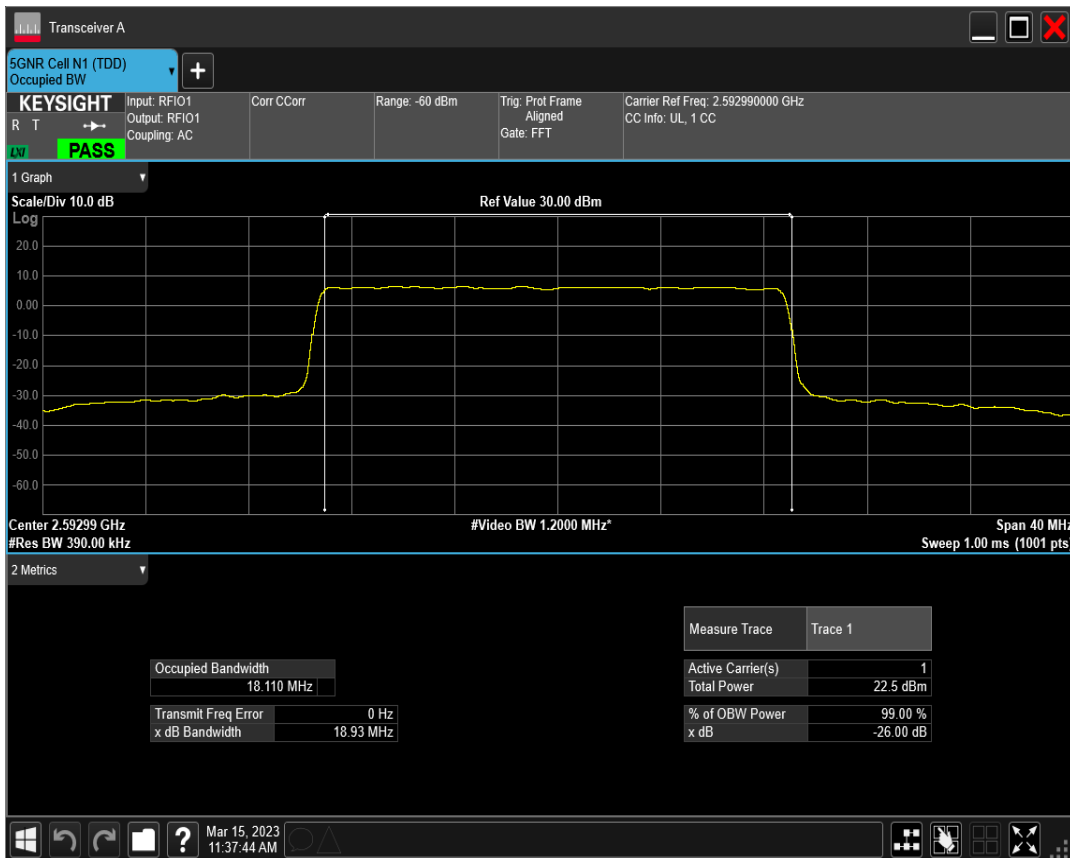 Transceiver A
5GNR Cell N1 (TDD)
Occupied BW
+
KEYSIGHT
R T
LXI
PASS
Input: RFIO1
Output: RFIO1
Coupling: AC
Corr CCorr
Range: -60 dBm
Trig: Prot Frame
Aligned
Gate: FFT
Carrier Ref Freq: 2.592990000 GHz
CC Info: UL, 1 CC
1 Graph
Scale/Div 10.0 dB
Ref Value 30.00 dBm
Log
20.0
10.0
0.00
-10.0
-20.0
-30.0
-40.0
-50.0
-60.0
Center 2.59299 GHz
#Video BW 1.2000 MHz*
Span 40 MHz
#Res BW 390.00 kHz
Sweep 1.00 ms (1001 pts)
2 Metrics
Measure Trace Trace 1
Occupied Bandwidth
18.110 MHz
Active Carrier(s) 1
Total Power 22.5 dBm
Transmit Freq Error 0 Hz
x dB Bandwidth 18.93 MHz
% of OBW Power 99.00 %
x dB -26.00 dB
?
Mar 15, 2023
11:37:44 AM